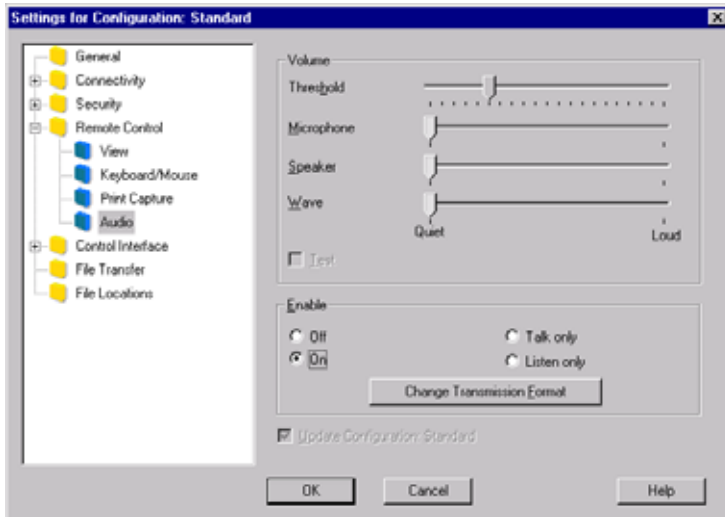 Settings for Configuration: Standard
General
Connectivity
Security
Remote Control
View
Keyboard/Mouse
Print Capture
Audio
Control Interface
File Transfer
File Locations
Volume
Threshold
Microphone
Speaker
Wave
Quiet
Loud
Test
Enable
Off
Talk only
On
Listen only
Change Transmission Format
Update Configuration: Standard
OK
Cancel
Help